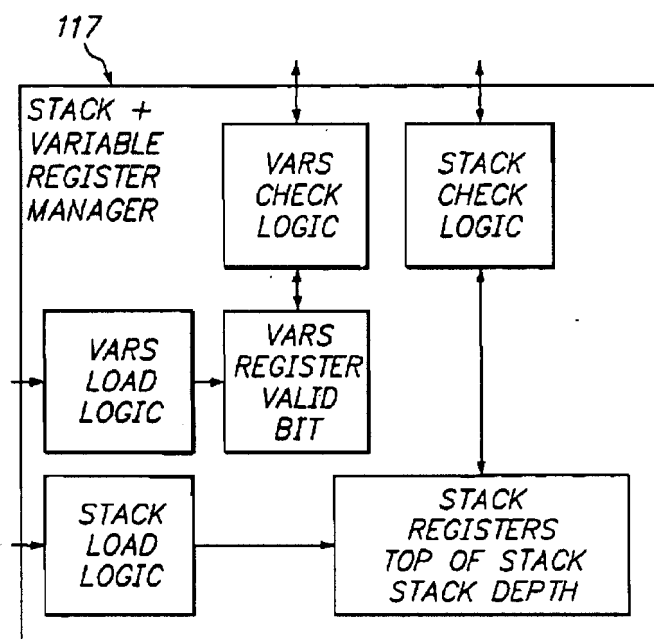 117
STACK +
VARIABLE
REGISTER
MANAGER
VARS
CHECK
LOGIC
STACK
CHECK
LOGIC
VARS
LOAD
LOGIC
VARS
REGISTER
VALID
BIT
STACK
LOAD
LOGIC
STACK
REGISTERS
TOP OF STACK
STACK DEPTH